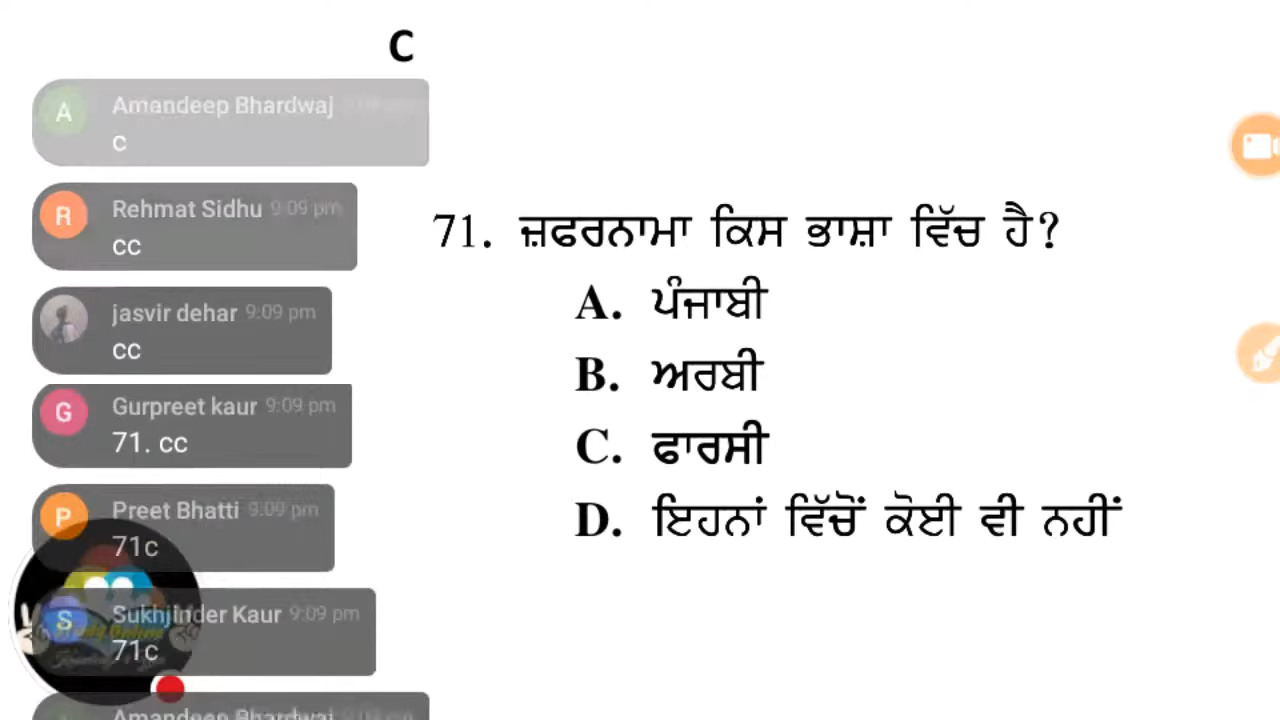 C
Amandeep Bhardwaj
c
Rehmat Sidhu 9:09 pm
cc
jasvir dehar 9:09 pm
cc
Gurpreet kaur 9:09 pm
71. cc
Preet Bhatti 9:09 pm
71c
Sukhjinder Kaur 9:09 pm
71c
Amandeep Bhardwaj
71. ਜ਼ਫਰਨਾਮਾ ਕਿਸ ਭਾਸ਼ਾ ਵਿੱਚ ਹੈ?
A. ਪੰਜਾਬੀ
B. ਅਰਬੀ
C. ਫਾਰਸੀ
D. ਇਹਨਾਂ ਵਿੱਚੋਂ ਕੋਈ ਵੀ ਨਹੀਂ